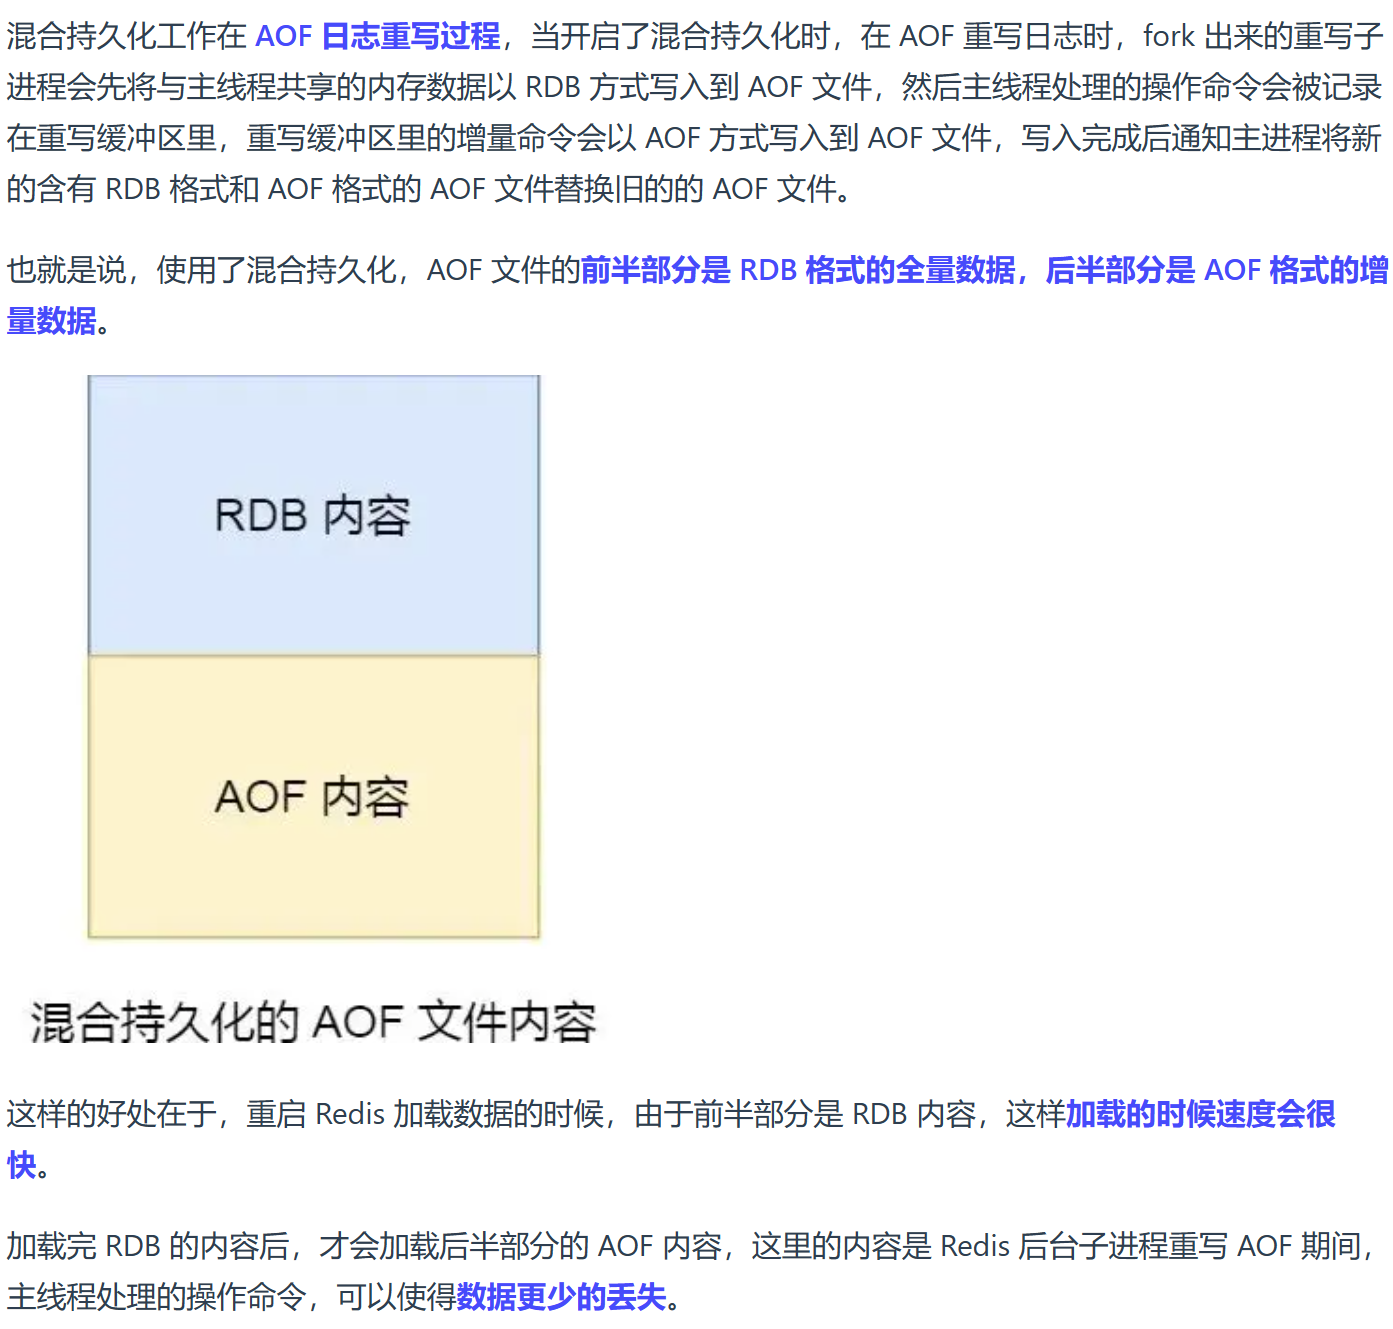 混合持久化工作在 AOF 日志重写过程，当开启了混合持久化时，在 AOF 重写日志时，fork 出来的重写子
进程会先将与主线程共享的内存数据以 RDB 方式写入到 AOF 文件，然后主线程处理的操作命令会被记录
在重写缓冲区里，重写缓冲区里的增量命令会以 AOF 方式写入到 AOF 文件，写入完成后通知主进程将新
的含有 RDB 格式和 AOF 格式的 AOF 文件替换旧的的 AOF 文件。
也就是说，使用了混合持久化，AOF 文件的前半部分是 RDB 格式的全量数据，后半部分是 AOF 格式的增
量数据。
RDB 内容
AOF 内容
混合持久化的 AOF 文件内容
这样的好处在于，重启 Redis 加载数据的时候，由于前半部分是 RDB 内容，这样加载的时候速度会很
快。
加载完 RDB 的内容后，才会加载后半部分的 AOF 内容，这里的内容是 Redis 后台子进程重写 AOF 期间，
主线程处理的操作命令，可以使得数据更少的丢失。